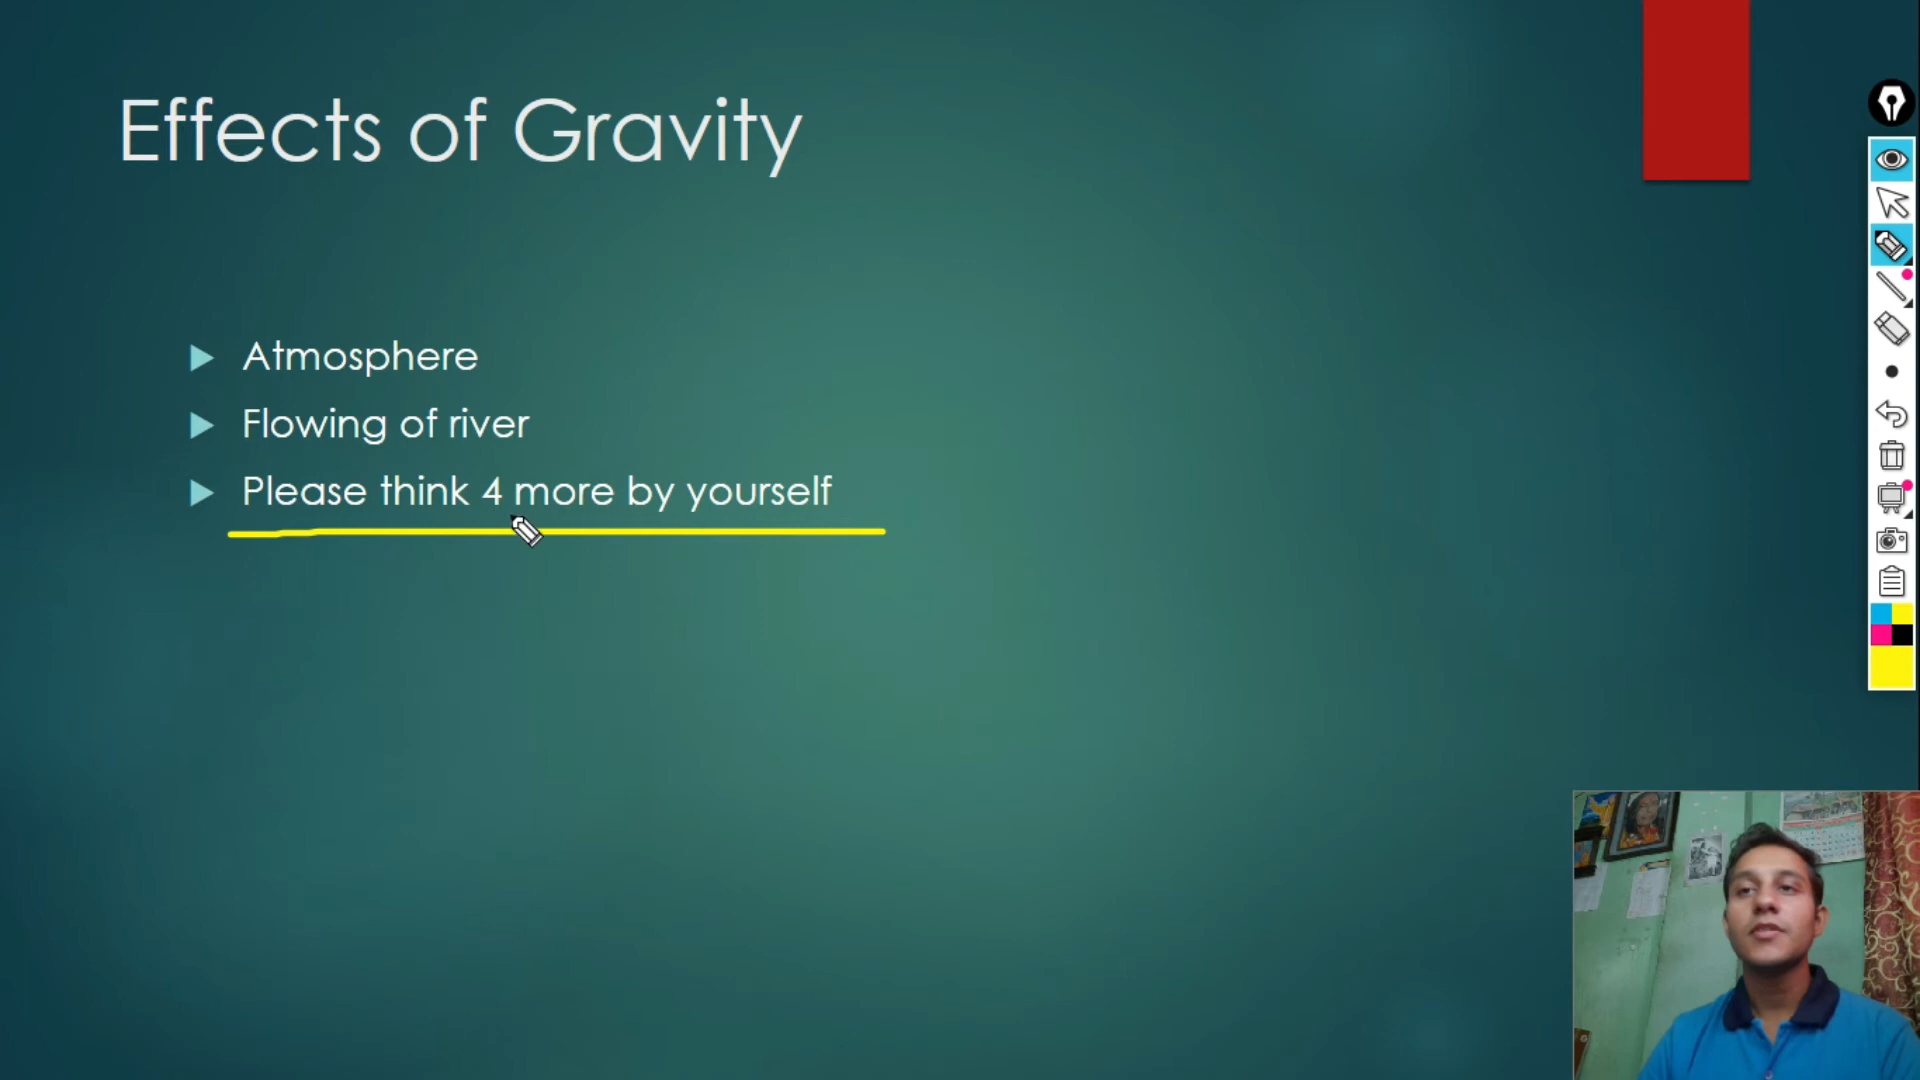 Effects of Gravity
Atmosphere
Flowing of river
Please think 4 more by yourself